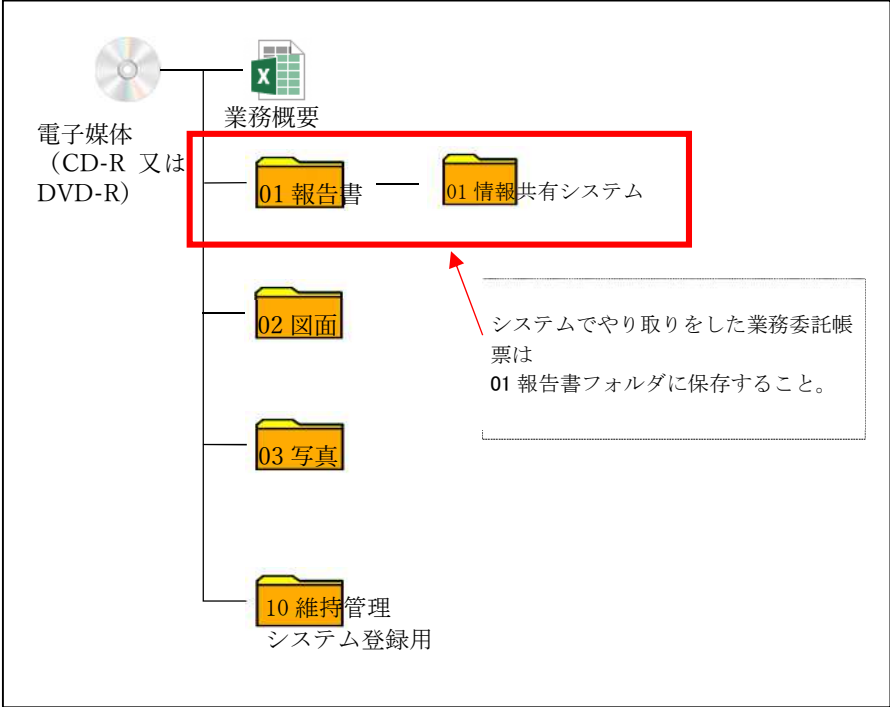 業務概要
電子媒体
（CD-R 又は
DVD-R）
01 報告書
01 情報共有システム
02 図面
システムでやり取りをした業務委託帳
票は
01 報告書フォルダに保存すること。
03 写真
10 維持管理
システム登録用